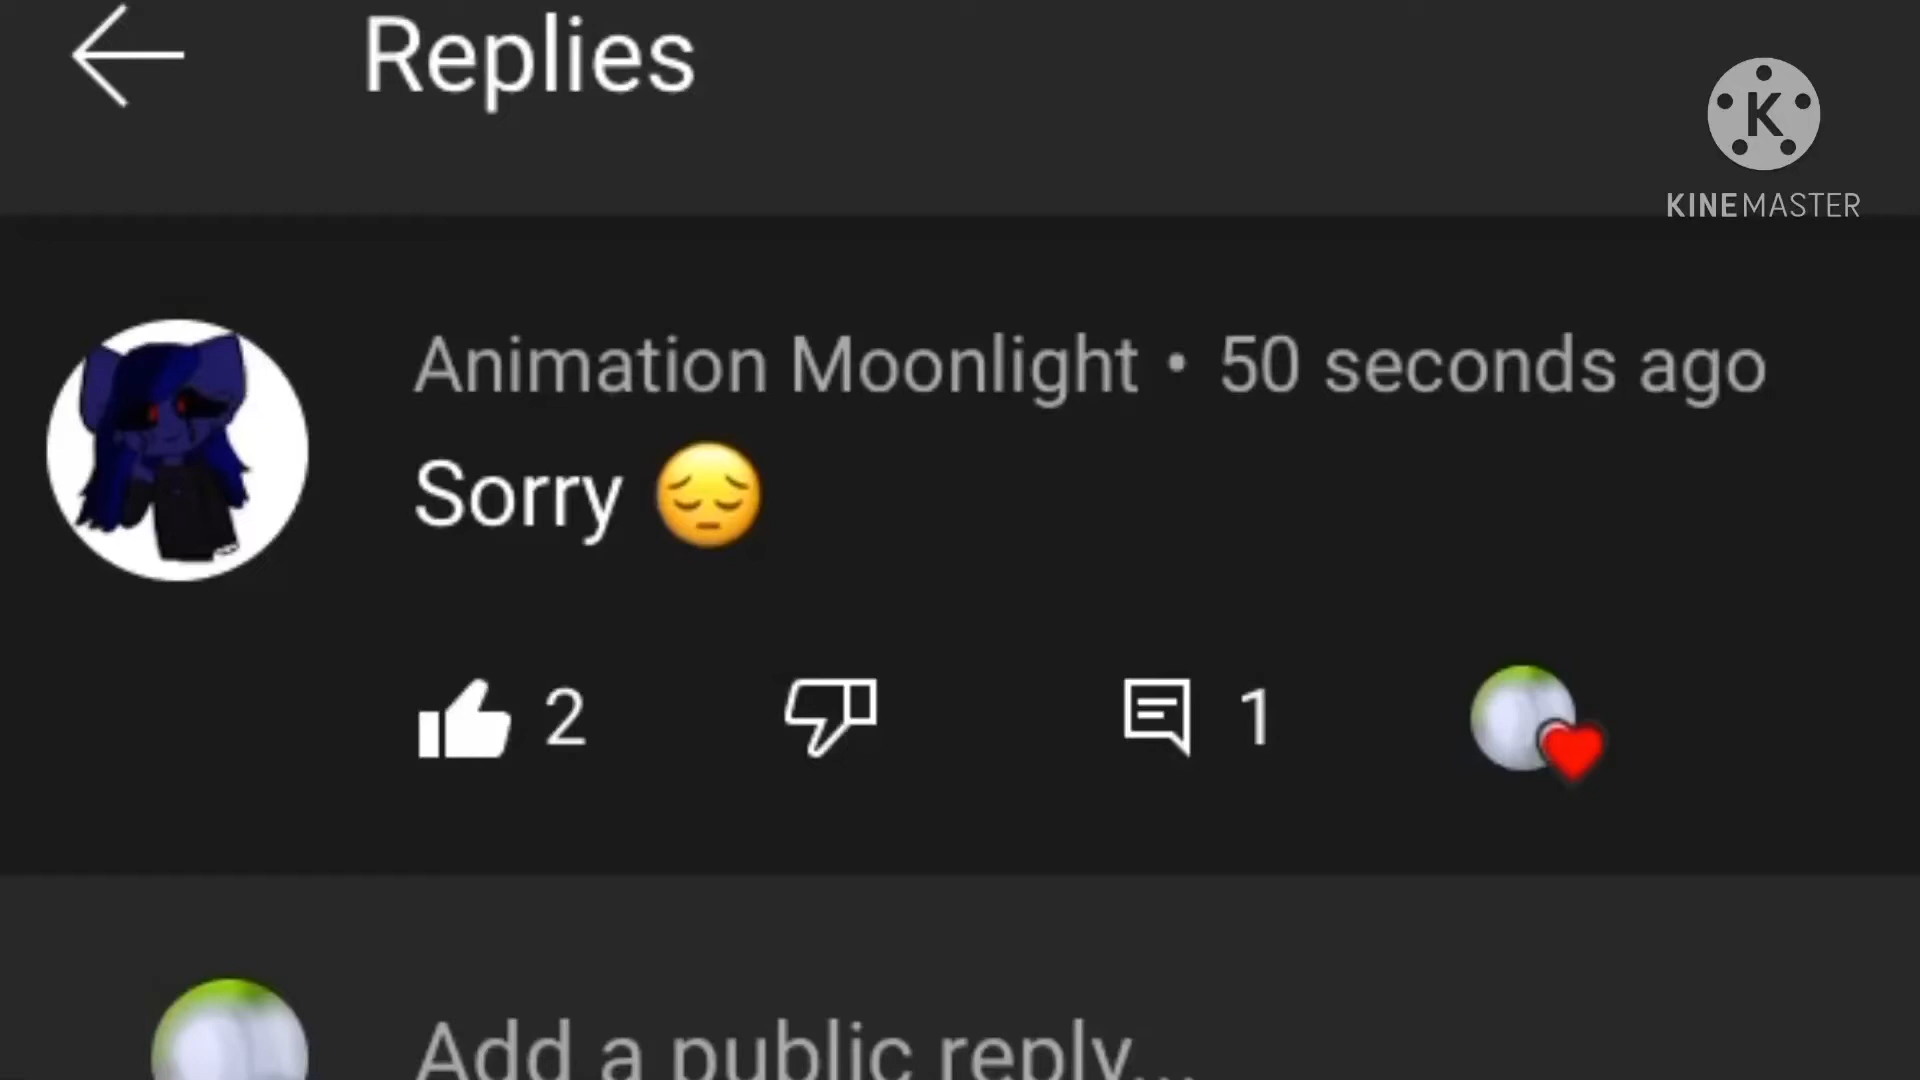 Replies
K
KINEMASTER
Animation Moonlight • 50 seconds ago
Sorry 😔
2
1
Add a public reply...